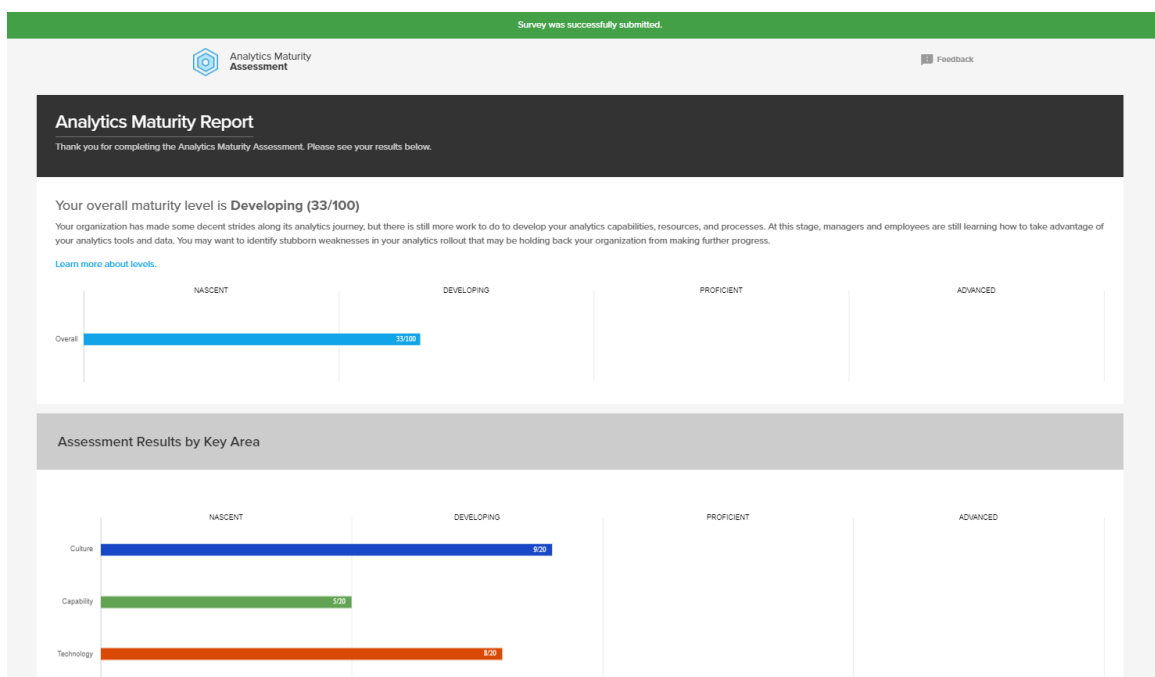 Survey was successfully submitted.
Analytics Maturity
Assessment
Feedback
Analytics Maturity Report
Thank you for completing the Analytics Maturity Assessment. Please see your results below.
Your overall maturity level is Developing (33/100)
Your organization has made some decent strides along its analytics journey, but there is still more work to do to develop your analytics capabilities, resources, and processes. At this stage, managers and employees are still learning how to take advantage of
your analytics tools and data. You may want to identify stubborn weaknesses in your analytics rollout that may be holding back your organization from making further progress.
Learn more about levels.
NASCENT DEVELOPING PROFICIENT ADVANCED
Overall 33/100
Assessment Results by Key Area
NASCENT DEVELOPING PROFICIENT ADVANCED
Culture 9/20
Capability 5/20
Technology 8/20